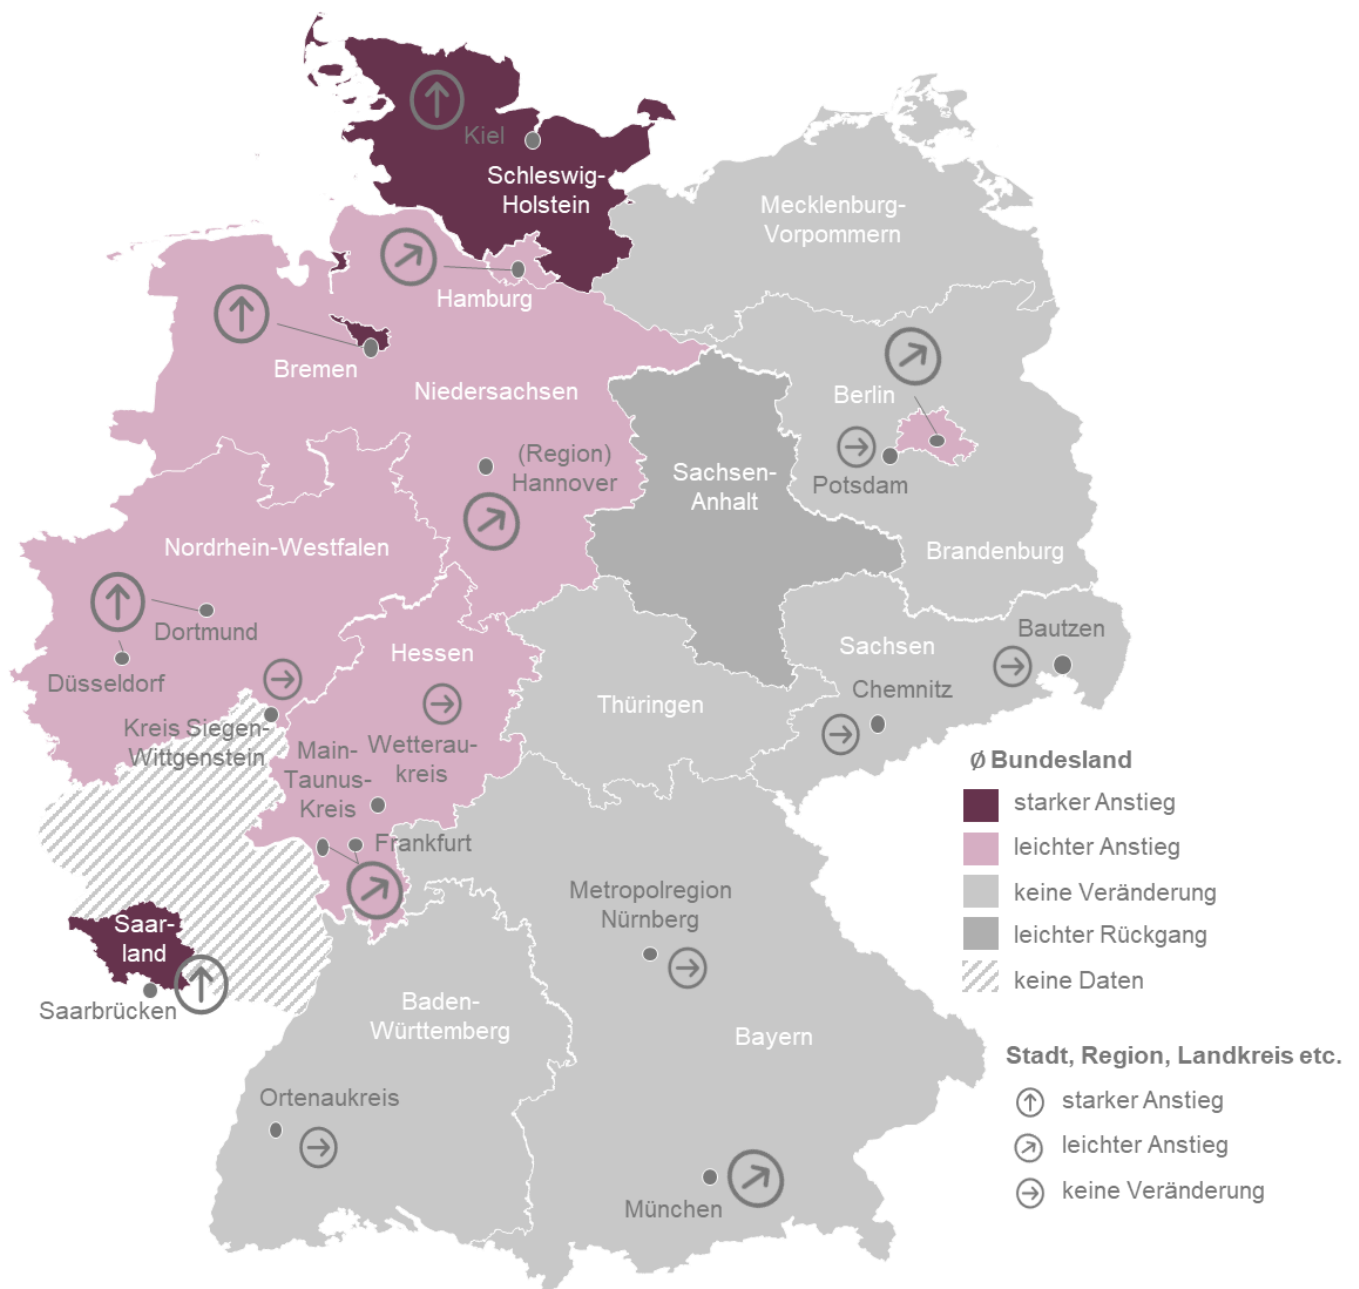 Kiel
Schleswig-
Holstein
Mecklenburg-
Vorpommern
Hamburg
Bremen
Niedersachsen
Berlin
(Region)
Hannover
Potsdam
Sachsen-
Anhalt
Nordrhein-Westfalen
Brandenburg
Dortmund
Düsseldorf
Hessen
Sachsen
Bautzen
Chemnitz
Thüringen
Kreis Siegen-
Wittgenstein
Main-
Taunus-
Kreis
Wetterau-
kreis
Frankfurt
Metropolregion
Nürnberg
Saar-
land
Saarbrücken
Baden-
Württemberg
Bayern
Ortenaukreis
München
Ø Bundesland
starker Anstieg
leichter Anstieg
keine Veränderung
leichter Rückgang
keine Daten
Stadt, Region, Landkreis etc.
starker Anstieg
leichter Anstieg
keine Veränderung